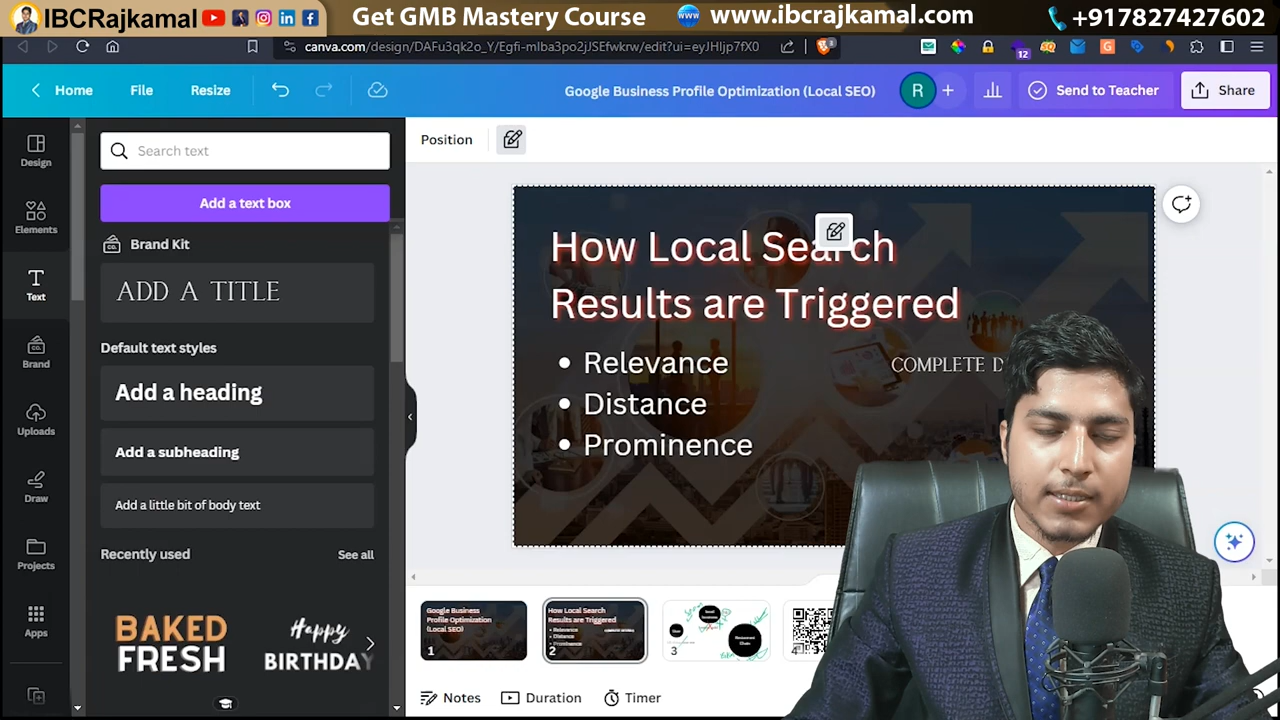 IBCRajkamal
Get GMB Mastery Course
www.ibcrajkamal.com
+917827427602
canva.com/design/DAFu3qk2o_Y/Egfi-mIba3po2jJSEfwkrw/edit?ui=eyJHIjp7fX0
12
Home
File
Resize
Google Business Profile Optimization (Local SEO)
R
Send to Teacher
Share
Design
Elements
Text
Brand
Uploads
Draw
Projects
Apps
Search text
Add a text box
Brand Kit
ADD A TITLE
Default text styles
Add a heading
Add a subheading
Add a little bit of body text
Recently used
See all
BAKED
FRESH
Happy
BIRTHDAY
Position
How Local Search
Results are Triggered
• Relevance
• Distance
• Prominence
COMPLETE D
Google Business
Profile Optimization
(Local SEO)
1
How Local Search
Results are Triggered
• Relevance
• Distance
• Prominence
2
3
4
Notes
Duration
Timer